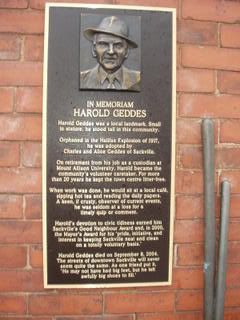 IN MEMORIAM
HAROLD GEDDES
Harold Geddes was a local landmark. Small
in stature, he stood tall in this community.
Orphaned in the Halifax Explosion of 1917,
he was adopted by
Charles and Alice Geddes of Sackville.
On retirement from his job as a custodian at
Mount Allison University, Harold became the
community's volunteer caretaker. For more
than 20 years he kept the town centre litter-free.
When work was done, he would sit at a local café,
sipping hot tea and reading the daily papers.
A keen, if crusty, observer of current events,
he was seldom at a loss for a
timely quip or comment.
Harold's devotion to civic tidiness earned him
Sackville's Good Neighbour Award and, in 2000,
the Mayor's Award for his "pride, initiative, and
interest in keeping Sackville neat and clean
on a totally voluntary basis."
Harold Geddes died on September 8, 2004.
The streets of downtown Sackville will never
seem quite the same. As one friend put it,
"He may not have had big feet, but he left
awfully big shoes to fill."